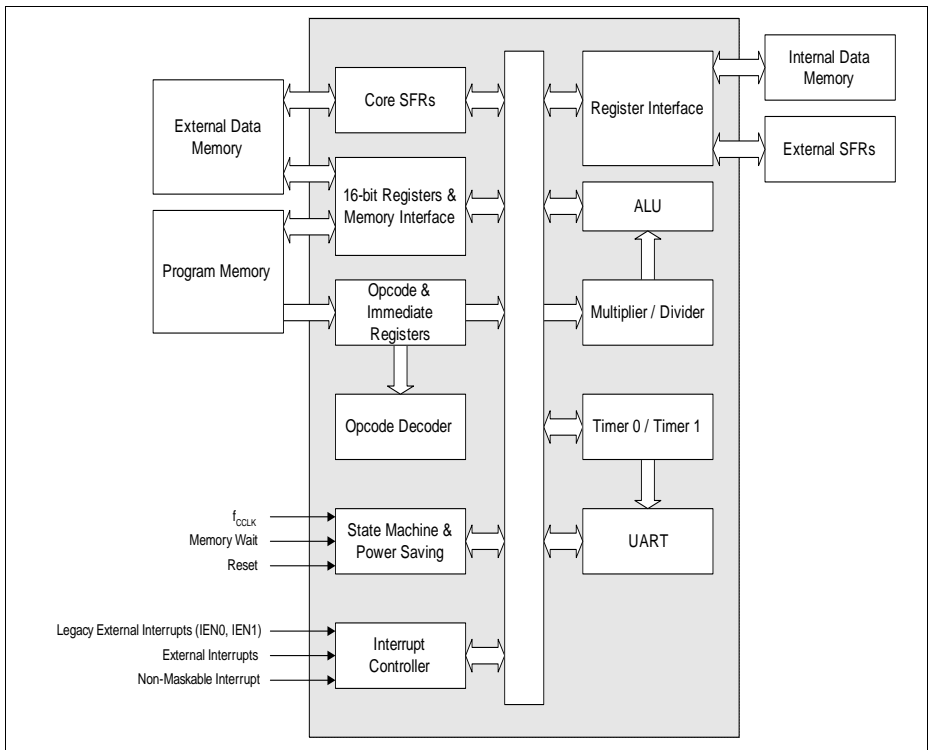 Core SFRs
Register Interface
Internal Data
Memory
External Data
Memory
External SFRs
16-bit Registers &
Memory Interface
ALU
Program Memory
Opcode &
Immediate
Registers
Multiplier / Divider
Opcode Decoder
Timer 0 / Timer 1
fCCLK
Memory Wait
Reset
State Machine &
Power Saving
UART
Legacy External Interrupts (IEN0, IEN1)
External Interrupts
Non-Maskable Interrupt
Interrupt
Controller